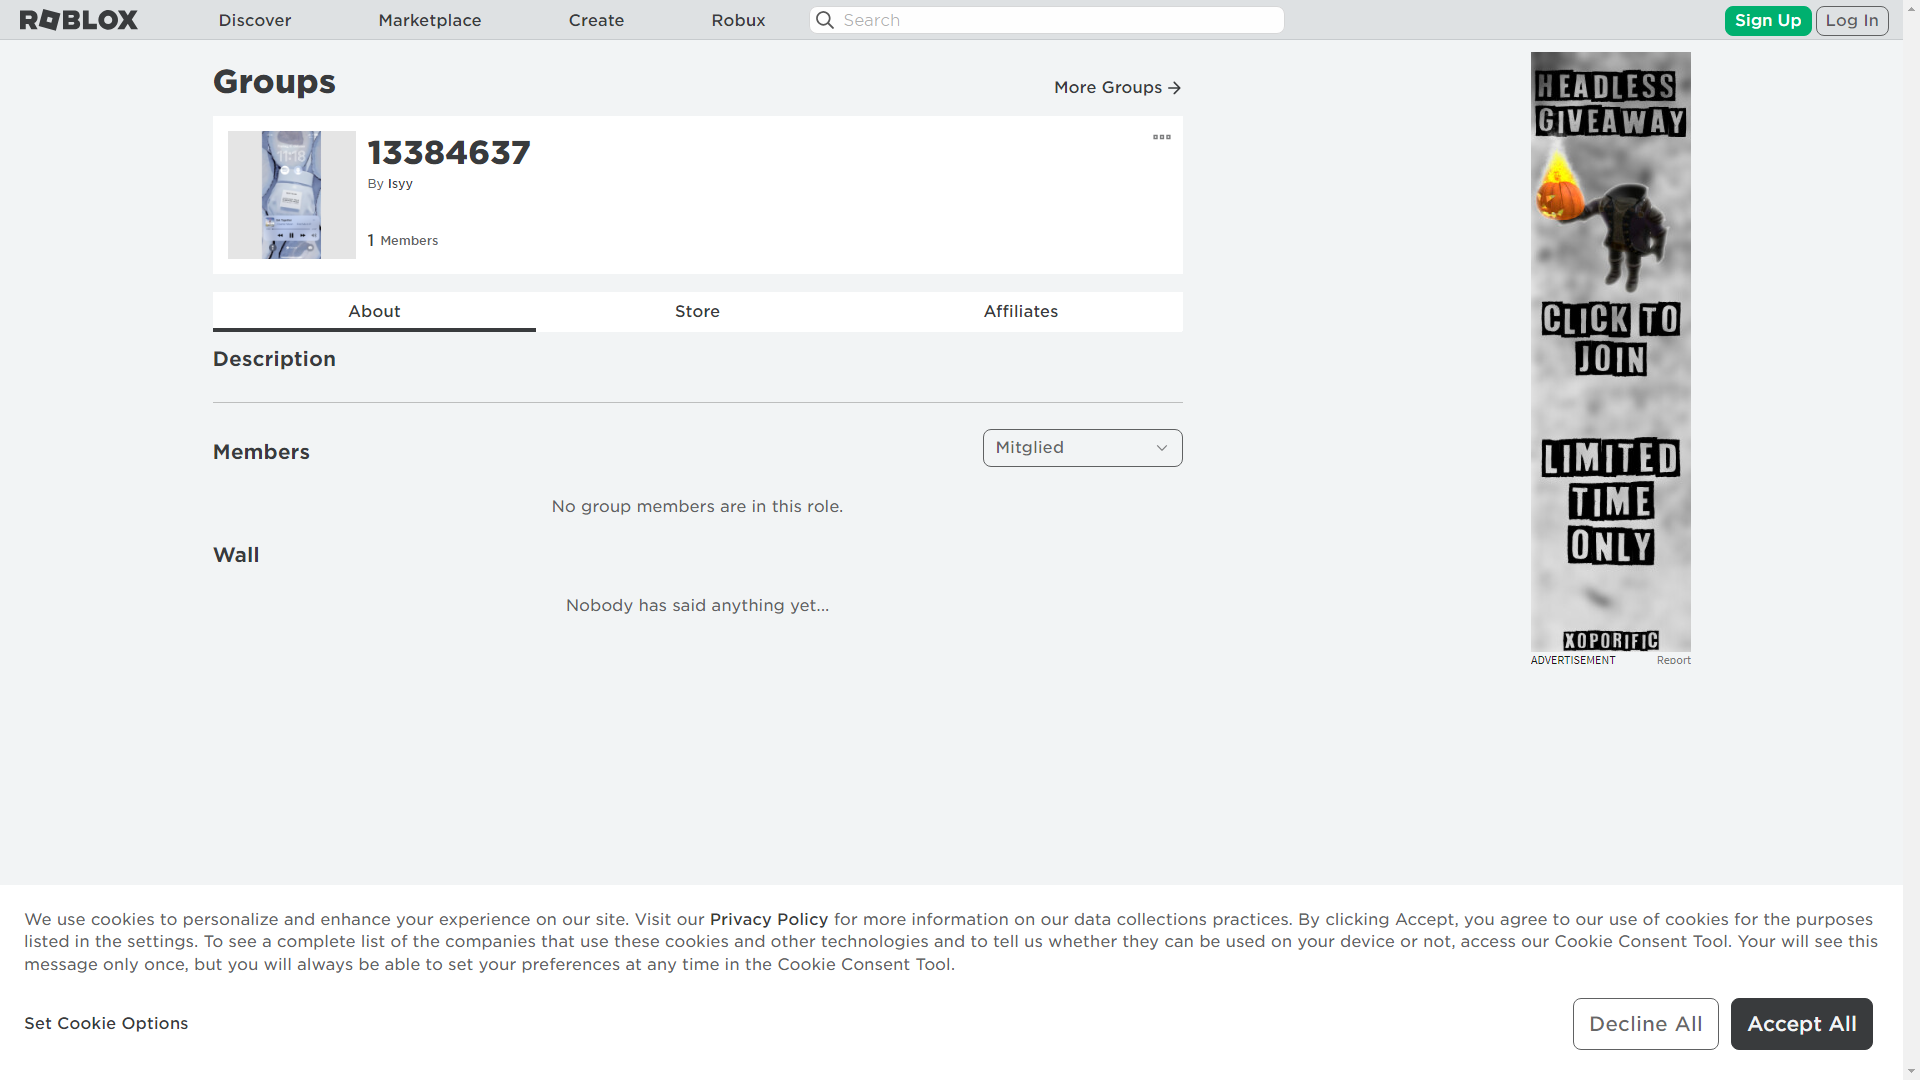 ROBLOX
Discover
Marketplace
Create
Robux
Search
Sign Up
Log In
Groups
More Groups
13384637
By Isyy
1 Members
11:18
About
Store
Affiliates
Description
Members
Mitglied
No group members are in this role.
Wall
Nobody has said anything yet...
HEADLESS
GIVEAWAY
CLICK TO
JOIN
LIMITED
TIME
ONLY
XOPORIFIC
ADVERTISEMENT
Report
We use cookies to personalize and enhance your experience on our site. Visit our Privacy Policy for more information on our data collections practices. By clicking Accept, you agree to our use of cookies for the purposes
listed in the settings. To see a complete list of the companies that use these cookies and other technologies and to tell us whether they can be used on your device or not, access our Cookie Consent Tool. Your will see this
message only once, but you will always be able to set your preferences at any time in the Cookie Consent Tool.
Set Cookie Options
Decline All
Accept All